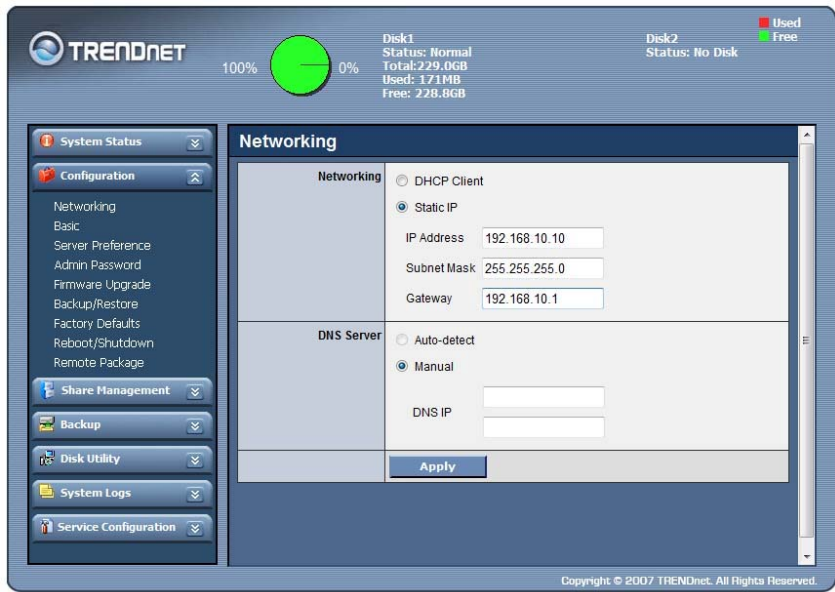 TRENDnet
100%
0%
Disk1
Status: Normal
Total:229.0GB
Used: 171MB
Free: 228.8GB
Disk2
Status: No Disk
Used
Free
System Status
Configuration
Networking
Basic
Server Preference
Admin Password
Firmware Upgrade
Backup/Restore
Factory Defaults
Reboot/Shutdown
Remote Package
Share Management
Backup
Disk Utility
System Logs
Service Configuration
Networking
Networking
DHCP Client
Static IP
IP Address 192.168.10.10
Subnet Mask 255.255.255.0
Gateway 192.168.10.1
DNS Server
Auto-detect
Manual
DNS IP
Apply
Copyright © 2007 TRENDnet. All Rights Reserved.